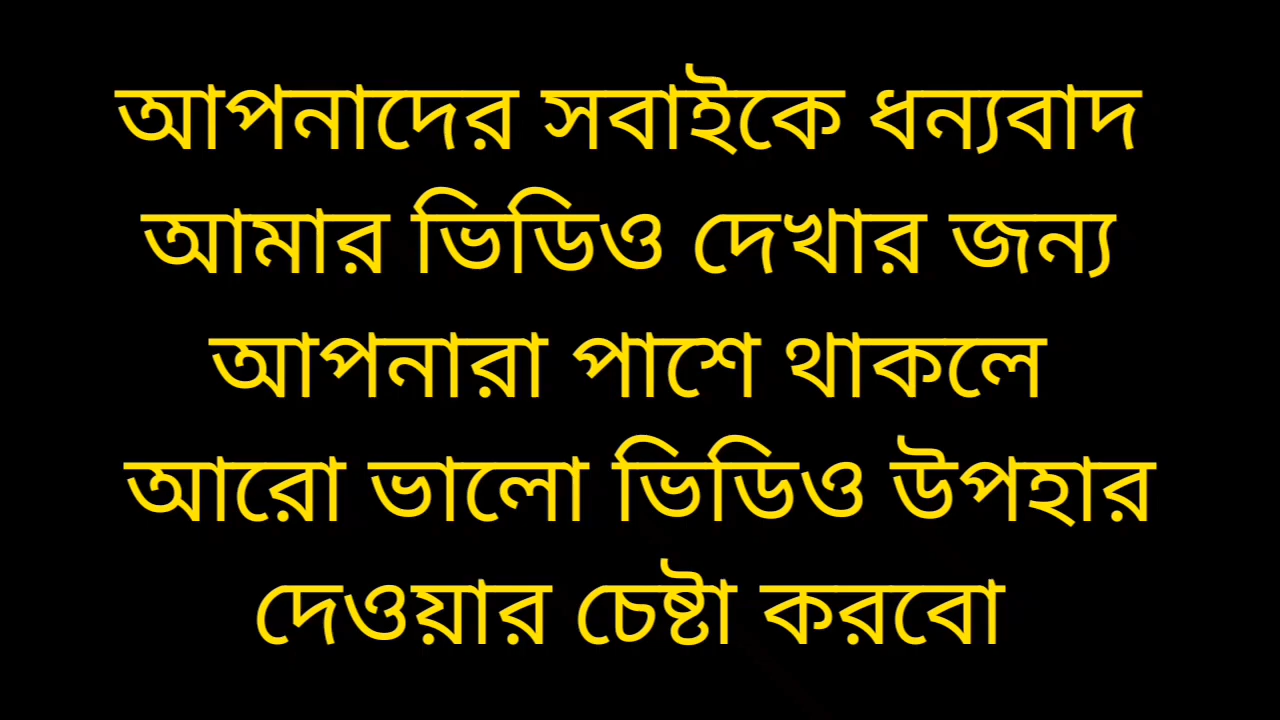 আপনাদের সবাইকে ধন্যবাদ
আমার ভিডিও দেখার জন্য
আপনারা পাশে থাকলে
আরো ভালো ভিডিও উপহার
দেওয়ার চেষ্টা করবো